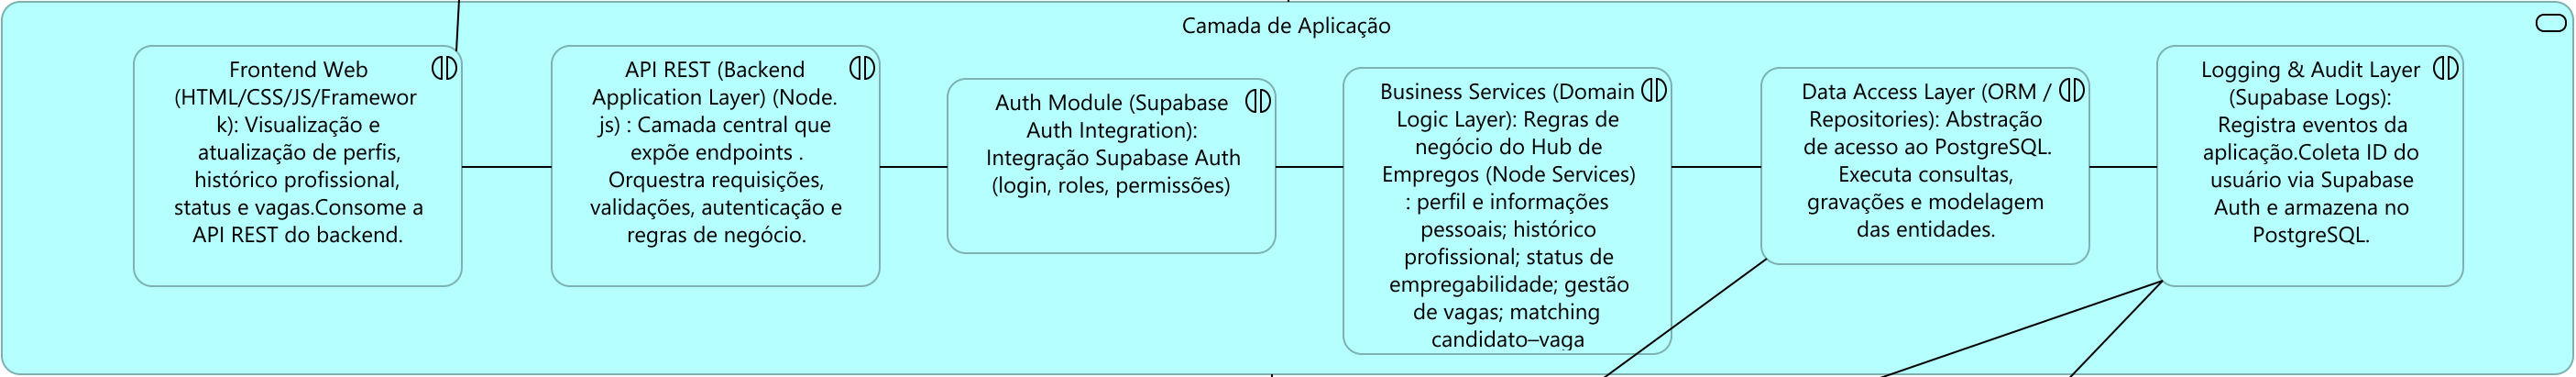 Camada de Aplicação
Frontend Web
(HTML/CSS/JS/Framewor
k): Visualização e
atualização de perfis,
histórico profissional,
status e vagas.Consome a
API REST do backend.
API REST (Backend
Application Layer) (Node.
js) : Camada central que
expõe endpoints .
Orquestra requisições,
validações, autenticação e
regras de negócio.
Auth Module (Supabase
Auth Integration):
Integração Supabase Auth
(login, roles, permissões)
Business Services (Domain
Logic Layer): Regras de
negócio do Hub de
Empregos (Node Services)
: perfil e informações
pessoais; histórico
profissional; status de
empregabilidade; gestão
de vagas; matching
candidato–vaga
Data Access Layer (ORM /
Repositories): Abstração
de acesso ao PostgreSQL.
Executa consultas,
gravações e modelagem
das entidades.
Logging & Audit Layer
(Supabase Logs):
Registra eventos da
aplicação.Coleta ID do
usuário via Supabase
Auth e armazena no
PostgreSQL.